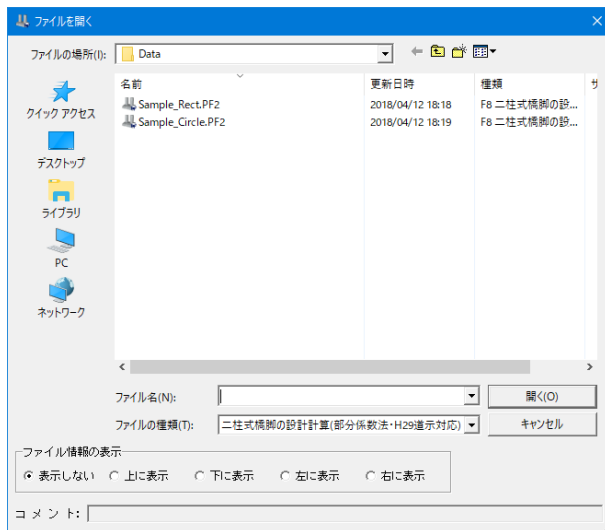 ファイルを開く
ファイルの場所(I): Data
名前 更新日時 種類 サ
Sample_Rect.PF2 2018/04/12 18:18 F8 二柱式橋脚の設...
Sample_Circle.PF2 2018/04/12 18:19 F8 二柱式橋脚の設...
クイック アクセス
デスクトップ
ライブラリ
PC
ネットワーク
ファイル名(N): 開く(O)
ファイルの種類(T): 二柱式橋脚の設計計算(部分係数法・H29道示対応) キャンセル
ファイル情報の表示
表示しない 上に表示 下に表示 左に表示 右に表示
コメント: